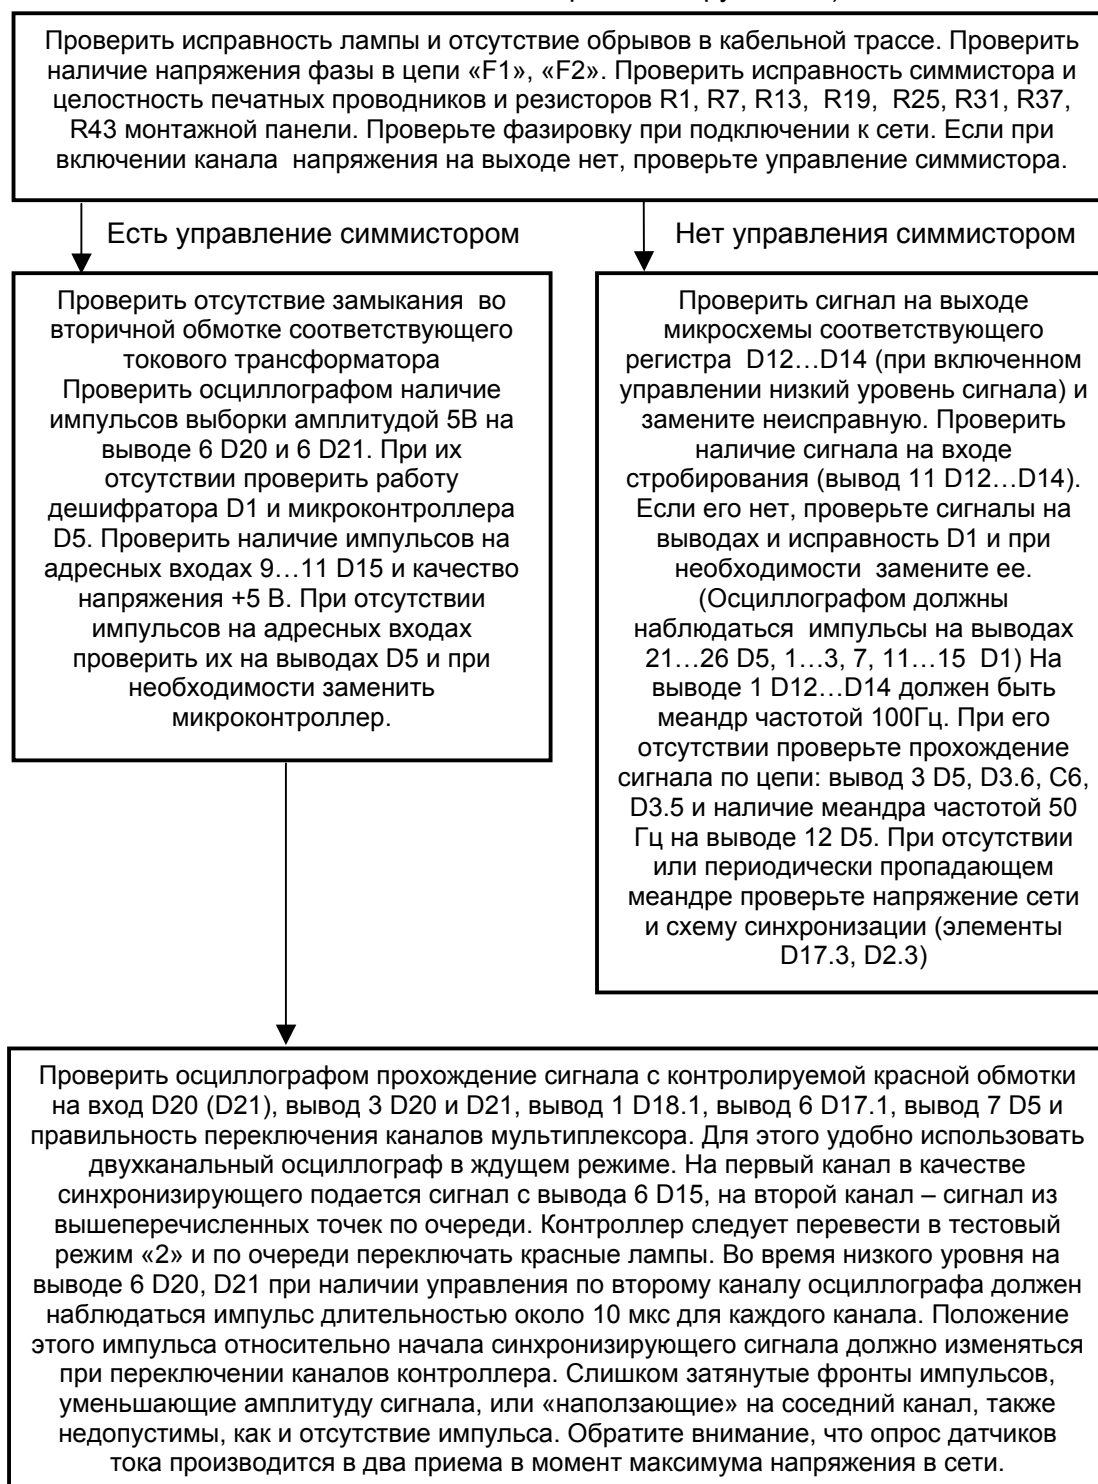 Проверить исправность лампы и отсутствие обрывов в кабельной трассе. Проверить
наличие напряжения фазы в цепи «F1», «F2». Проверить исправность симмистора и
целостность печатных проводников и резисторов R1, R7, R13, R19, R25, R31, R37,
R43 монтажной панели. Проверьте фазировку при подключении к сети. Если при
включении канала напряжения на выходе нет, проверьте управление симмистора.
Есть управление симмистором
Нет управления симмистором
Проверить отсутствие замыкания во
вторичной обмотке соответствующего
токового трансформатора
Проверить осциллографом наличие
импульсов выборки амплитудой 5В на
выводе 6 D20 и 6 D21. При их
отсутствии проверить работу
дешифратора D1 и микроконтроллера
D5. Проверить наличие импульсов на
адресных входах 9...11 D15 и качество
напряжения +5 В. При отсутствии
импульсов на адресных входах
проверить их на выводах D5 и при
необходимости заменить
микроконтроллер.
Проверить сигнал на выходе
микросхемы соответствующего
регистра D12...D14 (при включенном
управлении низкий уровень сигнала) и
замените неисправную. Проверить
наличие сигнала на входе
стробирования (вывод 11 D12...D14).
Если его нет, проверьте сигналы на
выводах и исправность D1 и при
необходимости замените ее.
(Осциллографом должны
наблюдаться импульсы на выводах
21...26 D5, 1...3, 7, 11...15 D1) На
выводе 1 D12...D14 должен быть
меандр частотой 100Гц. При его
отсутствии проверьте прохождение
сигнала по цепи: вывод 3 D5, D3.6, C6,
D3.5 и наличие меандра частотой 50
Гц на выводе 12 D5. При отсутствии
или периодически пропадающем
меандре проверьте напряжение сети
и схему синхронизации (элементы
D17.3, D2.3)
Проверить осциллографом прохождение сигнала с контролируемой красной обмотки
на вход D20 (D21), вывод 3 D20 и D21, вывод 1 D18.1, вывод 6 D17.1, вывод 7 D5 и
правильность переключения каналов мультиплексора. Для этого удобно использовать
двухканальный осциллограф в ждущем режиме. На первый канал в качестве
синхронизирующего подается сигнал с вывода 6 D15, на второй канал – сигнал из
вышеперечисленных точек по очереди. Контроллер следует перевести в тестовый
режим «2» и по очереди переключать красные лампы. Во время низкого уровня на
выводе 6 D20, D21 при наличии управления по второму каналу осциллографа должен
наблюдаться импульс длительностью около 10 мкс для каждого канала. Положение
этого импульса относительно начала синхронизирующего сигнала должно изменяться
при переключении каналов контроллера. Слишком затянутые фронты импульсов,
уменьшающие амплитуду сигнала, или «наползающие» на соседний канал, также
недопустимы, как и отсутствие импульса. Обратите внимание, что опрос датчиков
тока производится в два приема в момент максимума напряжения в сети.